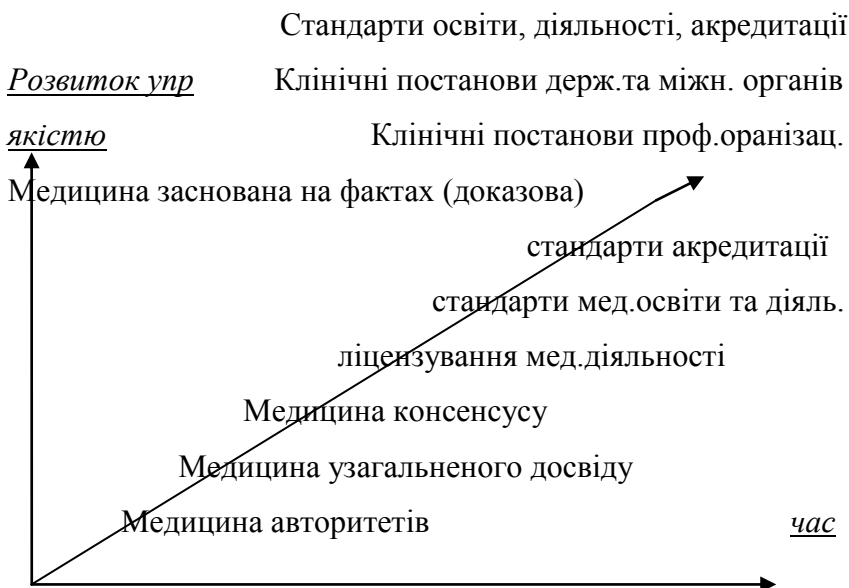 Стандарти освіти, діяльності, акредитації
Розвиток упр Клінічні постанови держ.та міжн. органів
якістю Клінічні постанови проф.оранізац.
Медицина заснована на фактах (доказова)
стандарти акредитації
стандарти мед.освіти та діяль.
ліцензування мед.діяльності
Медицина консенсусу
Медицина узагальненого досвіду
Медицина авторитетів час